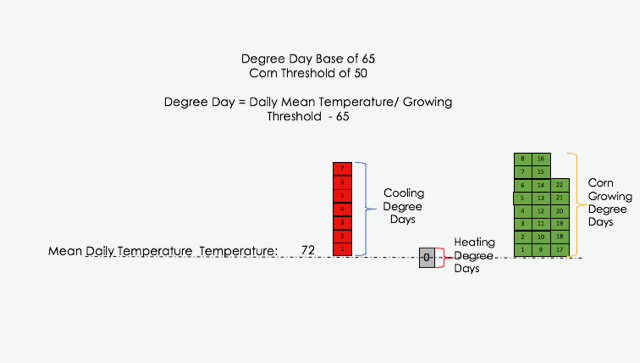 Degree Day Base of 65
Corn Threshold of 50
Degree Day = Daily Mean Temperature/ Growing
Threshold - 65
8 16
7 7 15
6 6 14 22
5 5 13 21
4 4 12 20
3 3 11 19
2 2 10 18
1 1 9 17
Cooling
Degree
Days
Corn
Growing
Degree
Days
Mean Daily Temperature Temperature: 72
-0-
Heating
Degree
Days